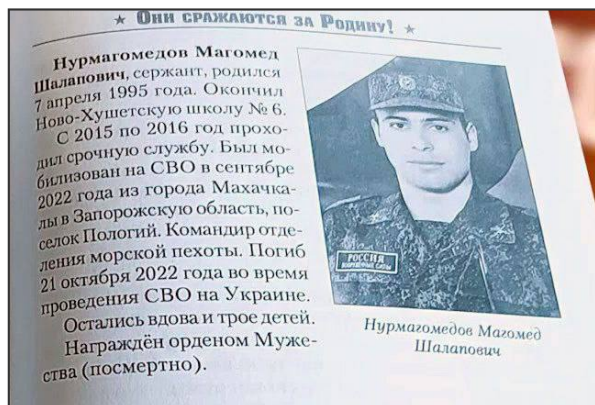 ★ Они сражаются за Родину! ★
Нурмагомедов Магомед
Шалапович, сержант, родился
7 апреля 1995 года. Окончил
Ново-Хушетскую школу № 6.
С 2015 по 2016 год прохо-
дил срочную службу. Был мо-
билизован на СВО в сентябре
2022 года из города Махачка-
лы в Запорожскую область, по-
селок Пологий. Командир отде-
ления морской пехоты. Погиб
21 октября 2022 года во время
проведения СВО на Украине.
Остались вдова и трое детей.
Награждён орденом Муже-
ства (посмертно).
РОССИЯ
ВООРУЖЁННЫЕ СИЛЫ
Нурмагомедов Магомед
Шалапович